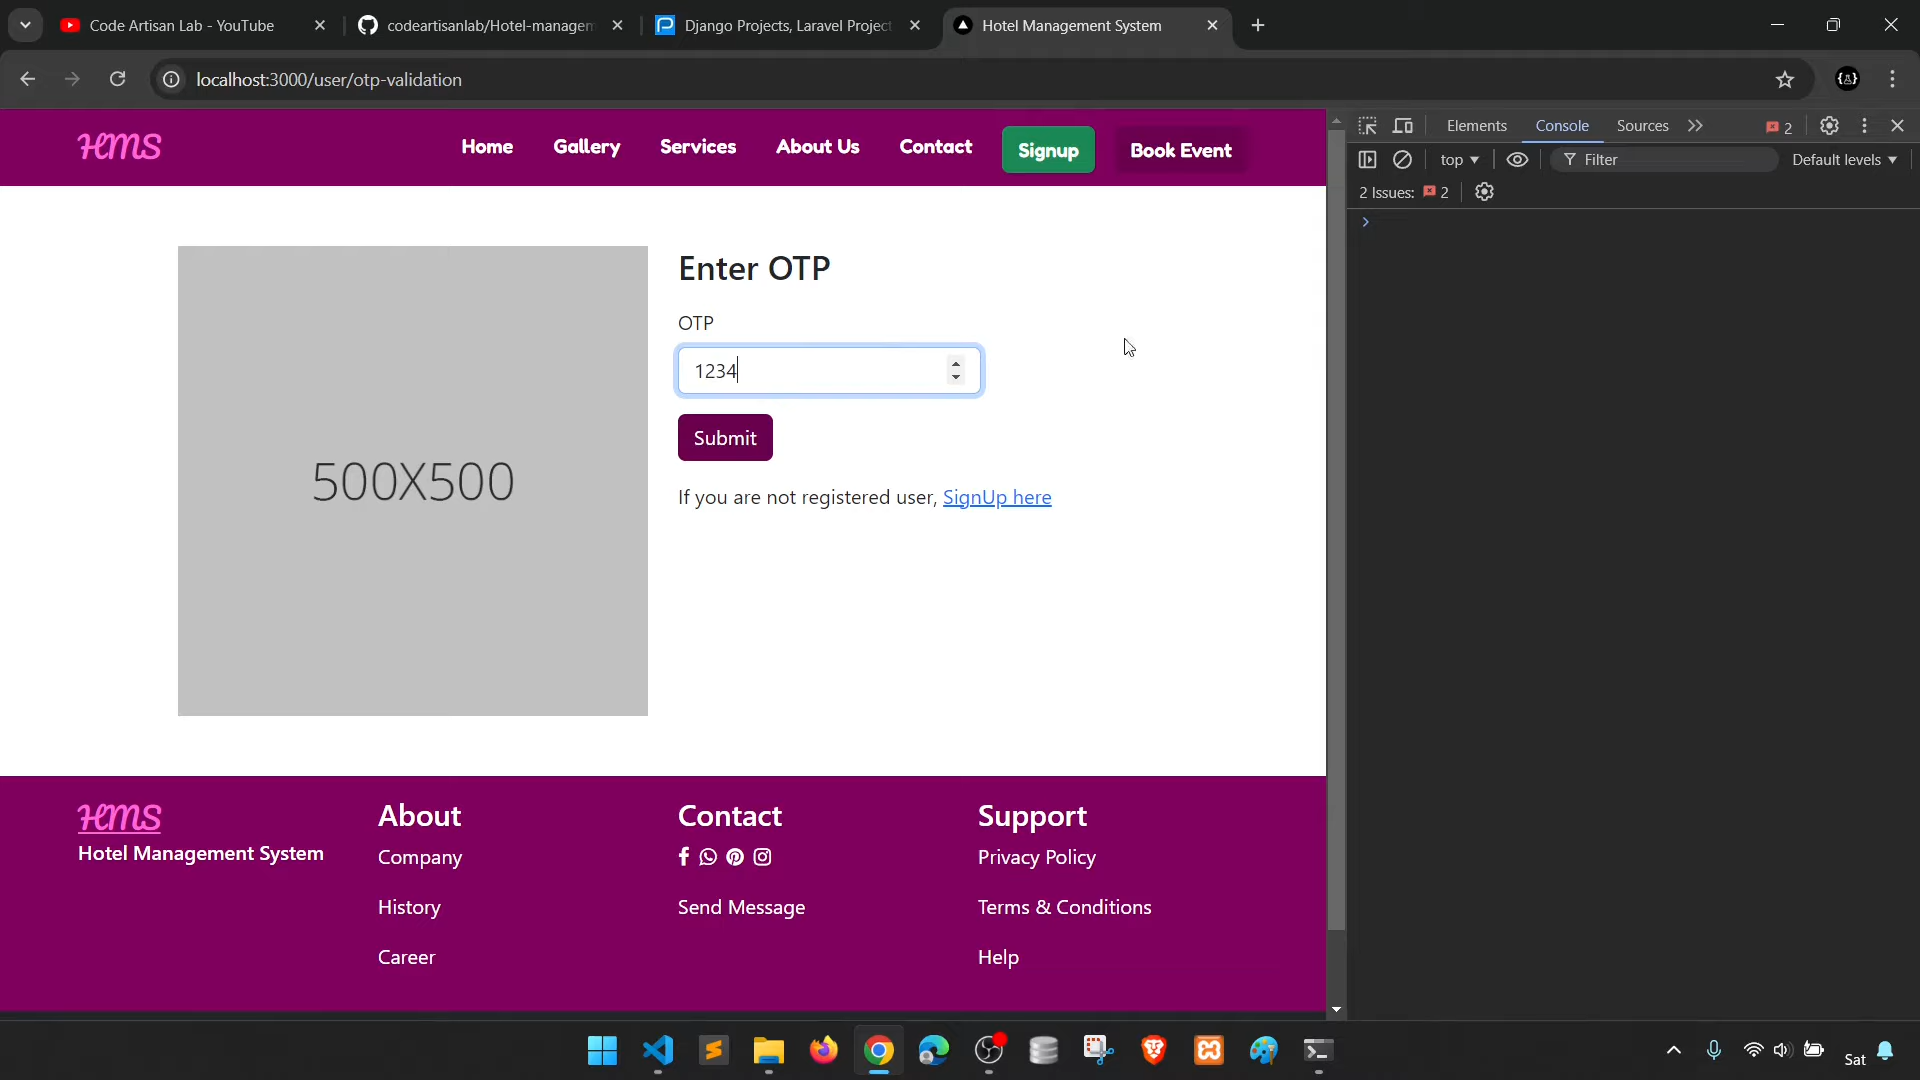 Code Artisan Lab - YouTube
codeartisanlab/Hotel-managem
Django Projects, Laravel Project
Hotel Management System
localhost:3000/user/otp-validation
HMS
Home
Gallery
Services
About Us
Contact
Signup
Book Event
Elements
Console
Sources
2
top
Filter
Default levels
2 Issues:
2
Enter OTP
OTP
1234
Submit
If you are not registered user, SignUp here
500X500
HMS
Hotel Management System
About
Company
History
Career
Contact
Send Message
Support
Privacy Policy
Terms & Conditions
Help
Sat